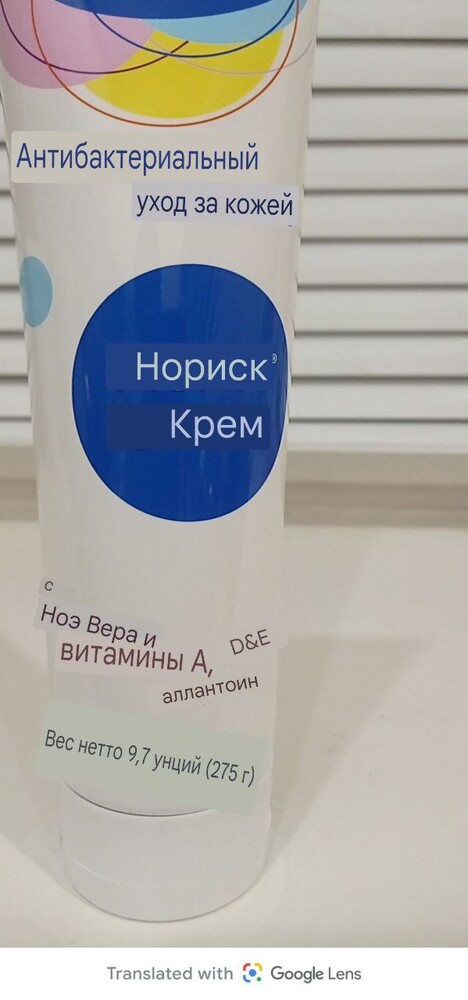 Антибактериальный
уход за кожей
Нориск®
Крем
с
Ноэ Вера и
витамины А, D&E
аллантоин
Вес нетто 9,7 унций (275 г)
Translated with Google Lens